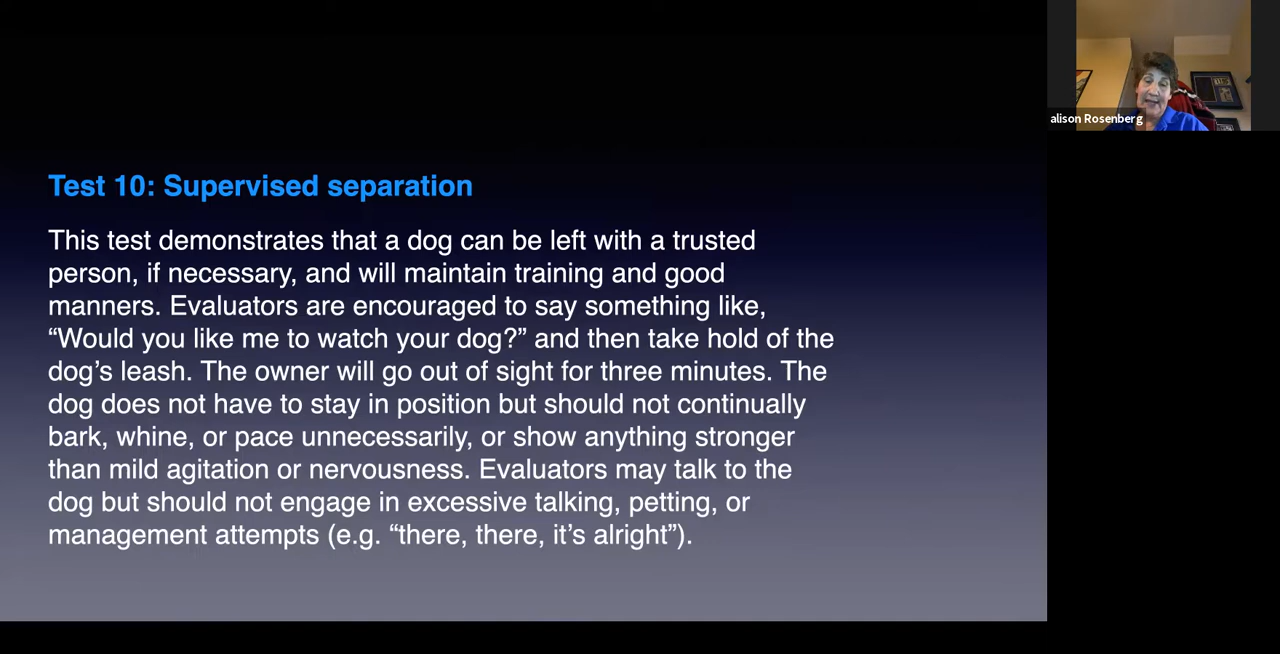 Test 10: Supervised separation
This test demonstrates that a dog can be left with a trusted
person, if necessary, and will maintain training and good
manners. Evaluators are encouraged to say something like,
“Would you like me to watch your dog?” and then take hold of the
dog’s leash. The owner will go out of sight for three minutes. The
dog does not have to stay in position but should not continually
bark, whine, or pace unnecessarily, or show anything stronger
than mild agitation or nervousness. Evaluators may talk to the
dog but should not engage in excessive talking, petting, or
management attempts (e.g. “there, there, it’s alright”).
alison Rosenberg